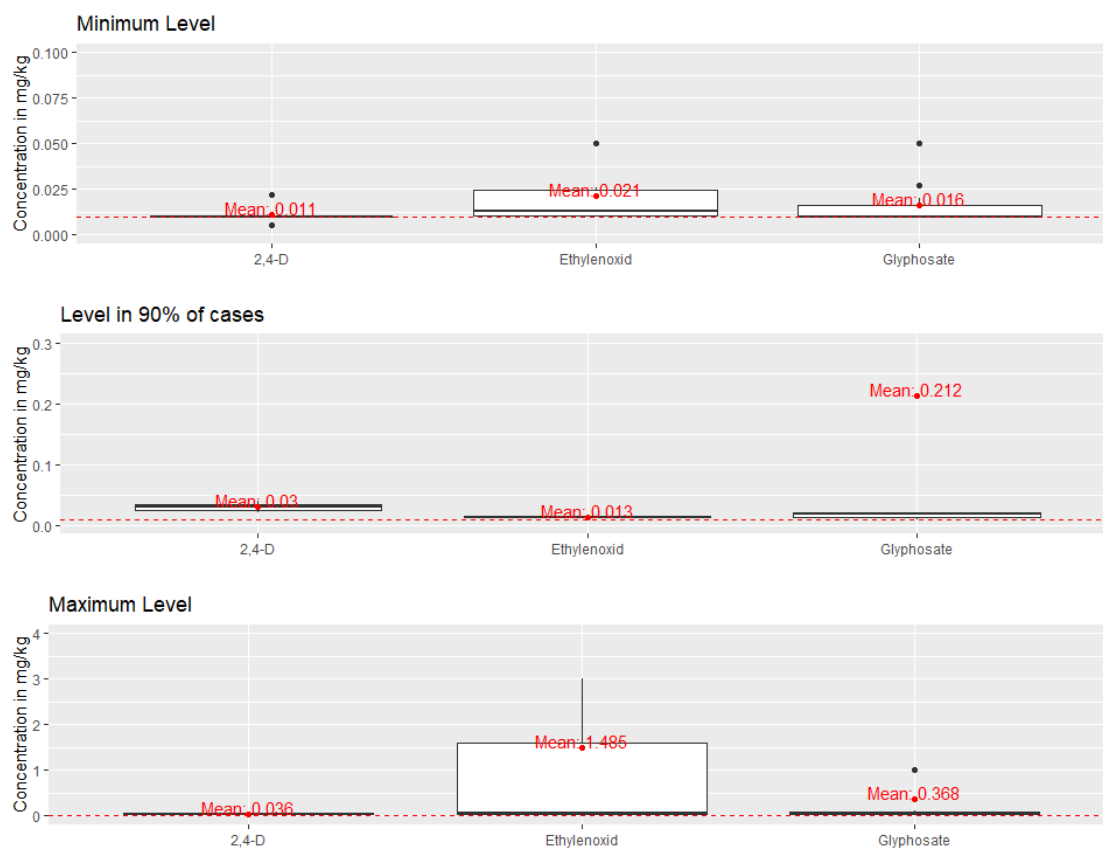 Minimum Level
Concentration in mg/kg
0.100
0.075
0.050
0.025
0.000
Mean: 0.011
Mean: 0.021
Mean: 0.016
2,4-D
Ethylenoxid
Glyphosate
Level in 90% of cases
Concentration in mg/kg
0.3
0.2
0.1
0.0
Mean: 0.03
Mean: 0.013
Mean: 0.212
2,4-D
Ethylenoxid
Glyphosate
Maximum Level
Concentration in mg/kg
4
3
2
1
0
Mean: 0.036
Mean: 1.485
Mean: 0.368
2,4-D
Ethylenoxid
Glyphosate